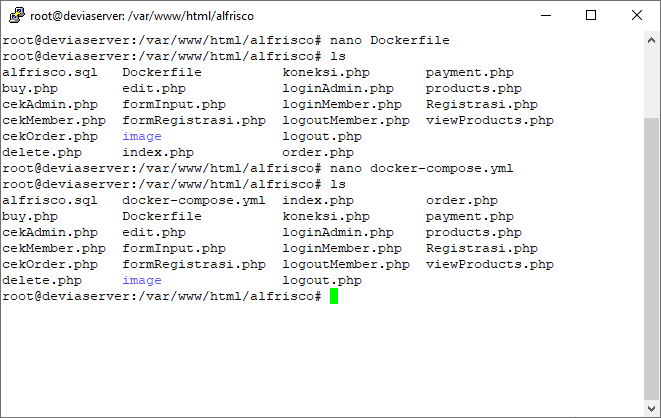 root@deviaserver: /var/www/html/alfrisco
root@deviaserver:/var/www/html/alfrisco# nano Dockerfile
root@deviaserver:/var/www/html/alfrisco# ls
alfrisco.sql   Dockerfile          koneksi.php       payment.php
buy.php        edit.php            loginAdmin.php    products.php
cekAdmin.php   formInput.php       loginMember.php   Registrasi.php
cekMember.php  formRegistrasi.php  logoutMember.php  viewProducts.php
cekOrder.php   image               logout.php
delete.php     index.php           order.php
root@deviaserver:/var/www/html/alfrisco# nano docker-compose.yml
root@deviaserver:/var/www/html/alfrisco# ls
alfrisco.sql   docker-compose.yml  index.php         order.php
buy.php        Dockerfile          koneksi.php       payment.php
cekAdmin.php   edit.php            loginAdmin.php    products.php
cekMember.php  formInput.php       loginMember.php   Registrasi.php
cekOrder.php   formRegistrasi.php  logoutMember.php  viewProducts.php
delete.php     image               logout.php
root@deviaserver:/var/www/html/alfrisco#